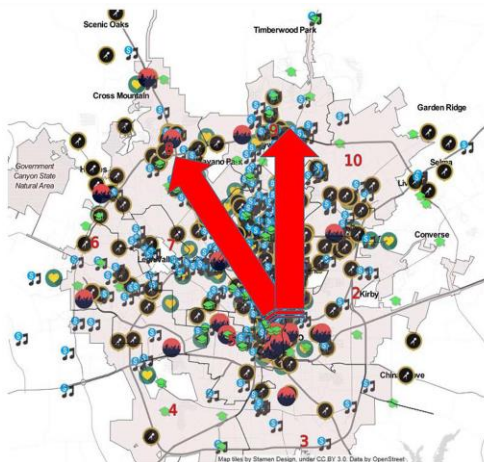 Scenic Oaks
Timberwood Park
Cross Mountain
Garden Ridge
9
Government
Canyon State
Natural Area
10
Selma
6
7
Converse
2
Kirby
4
3
Map tiles by Stamen Design, under CC BY 3.0. Data by OpenStreet